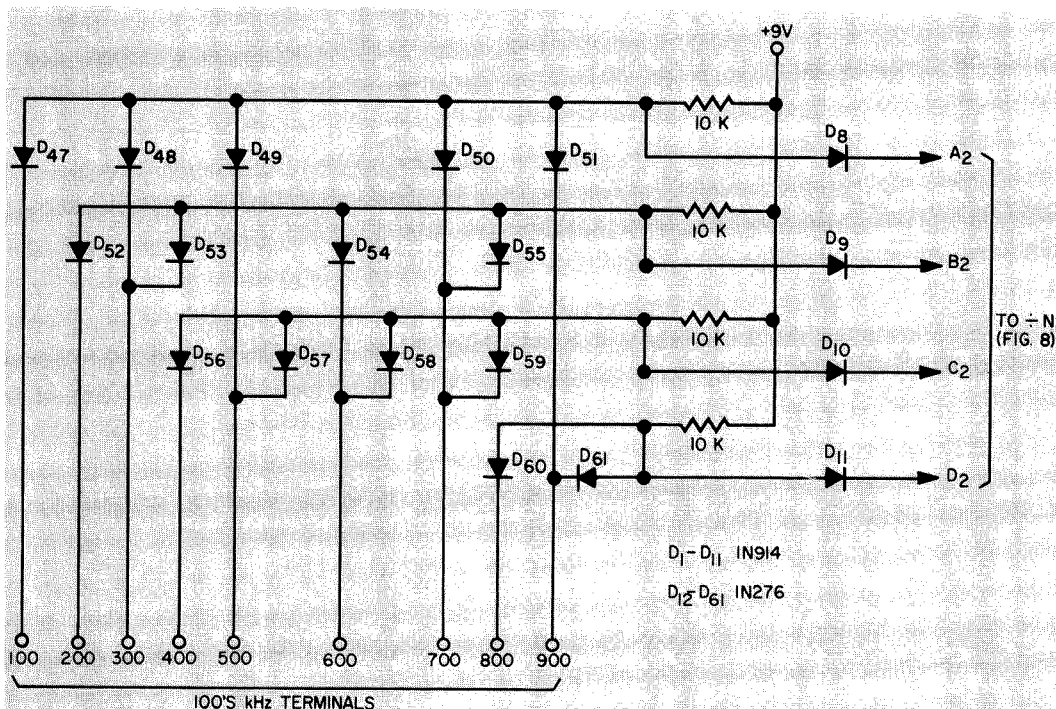 +9V
10 K
D47 D48 D49 D50 D51 D8 A2
10 K
D52 D53 D54 D55 D9 B2
TO ÷ N
(FIG. 8)
10 K
D56 D57 D58 D59 D10 C2
10 K
D60 D61 D11 D2
D1-D11 IN914
D12-D61 IN276
100 200 300 400 500 600 700 800 900
100'S kHz TERMINALS